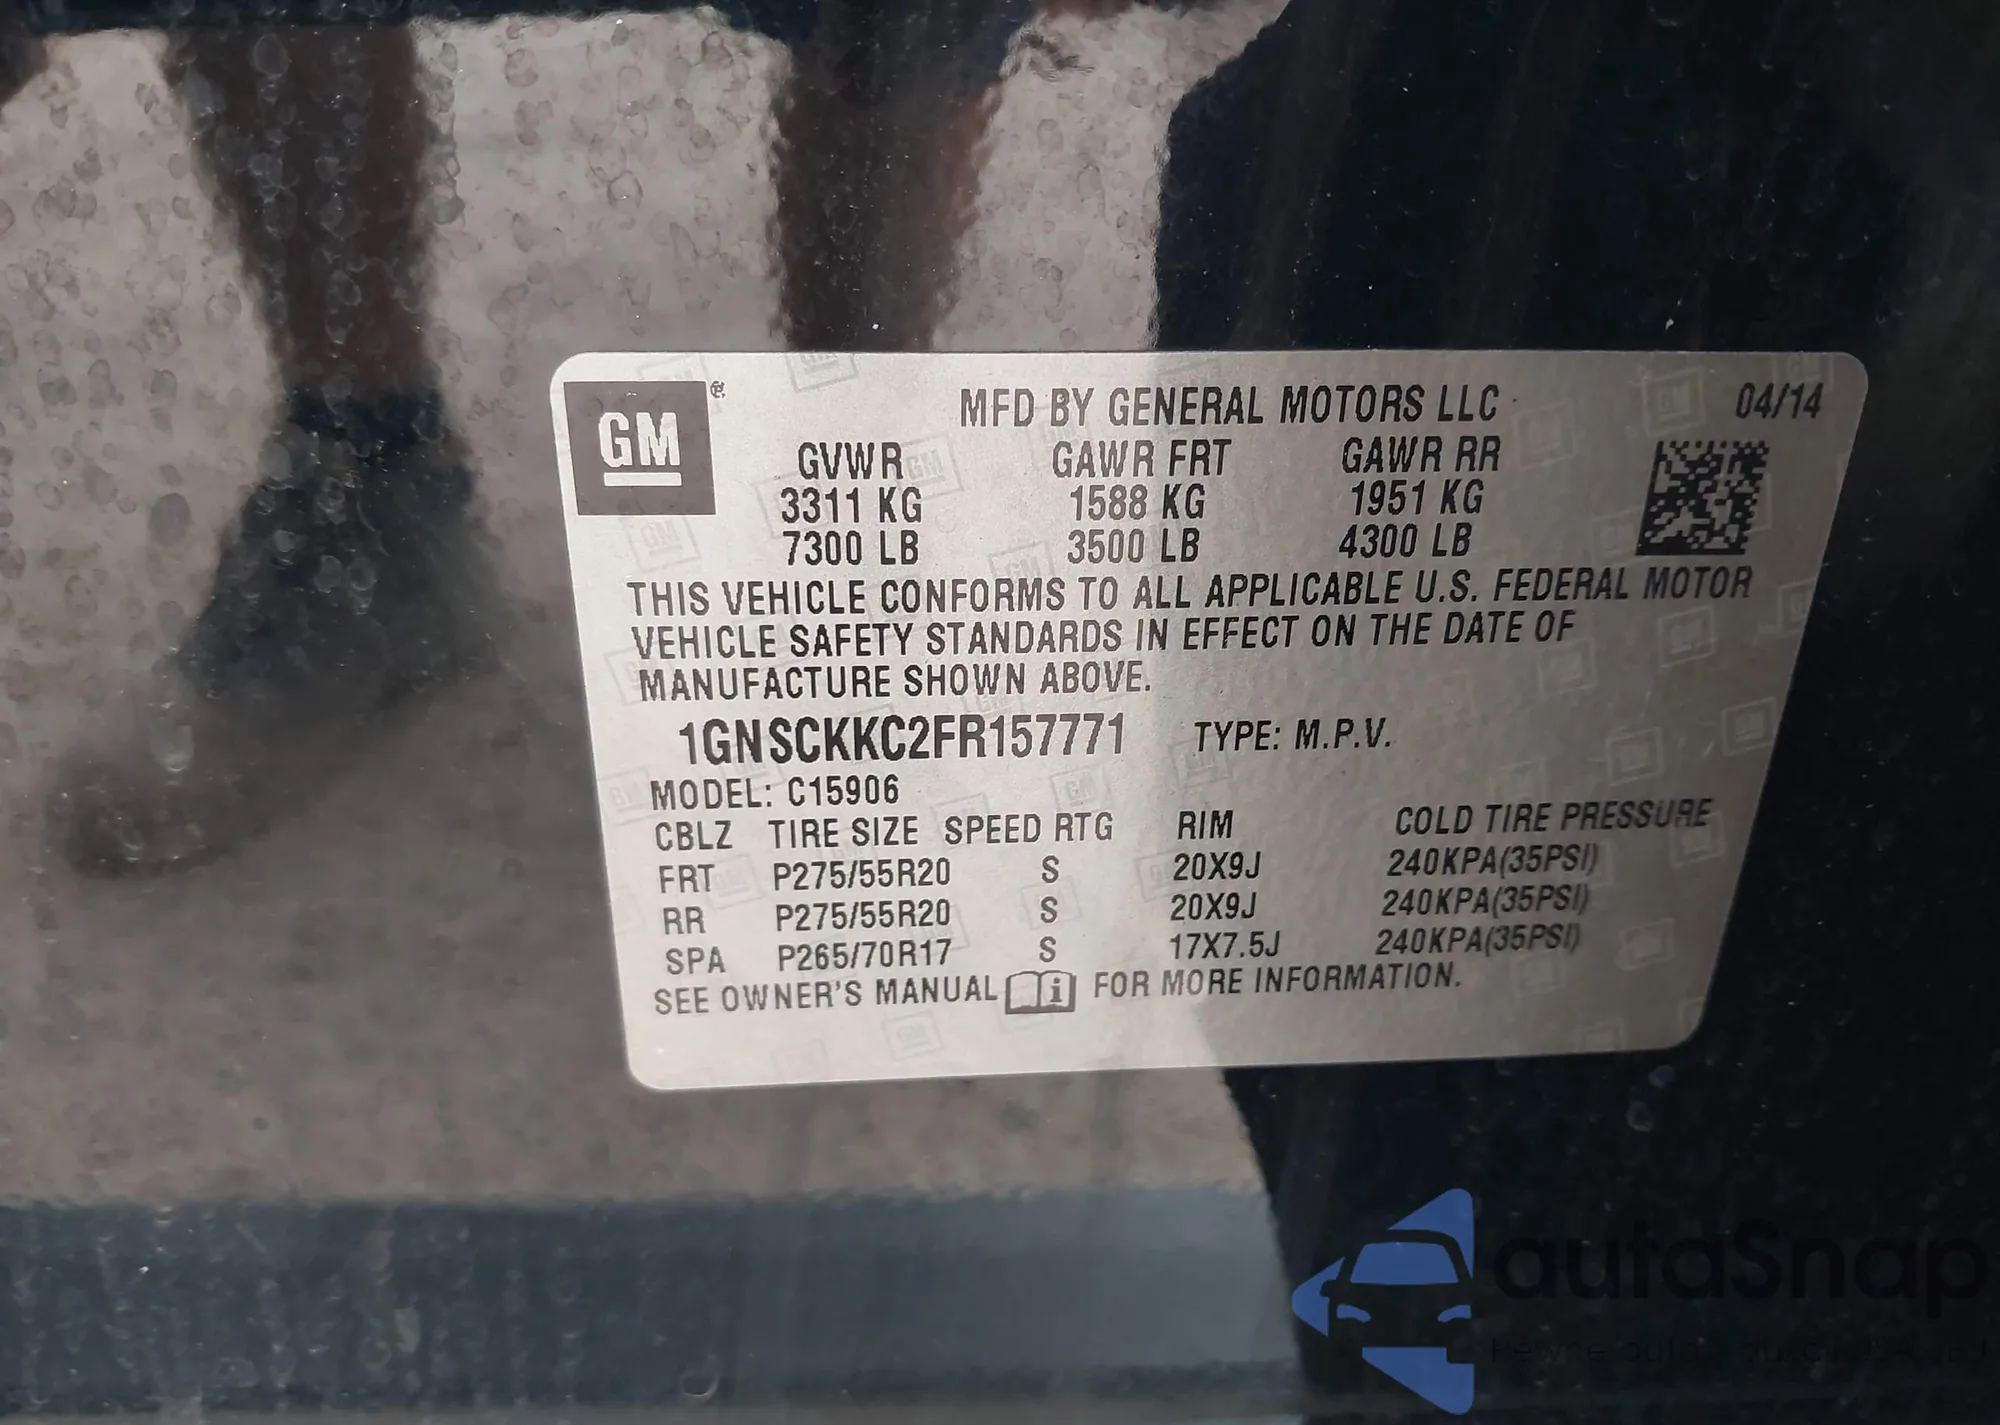 GM
MFD BY GENERAL MOTORS LLC 04/14
GVWR GAWR FRT GAWR RR
3311 KG 1588 KG 1951 KG
7300 LB 3500 LB 4300 LB
THIS VEHICLE CONFORMS TO ALL APPLICABLE U.S. FEDERAL MOTOR
VEHICLE SAFETY STANDARDS IN EFFECT ON THE DATE OF
MANUFACTURE SHOWN ABOVE.
1GNSCKKC2FR157771 TYPE: M.P.V.
MODEL: C15906
CBLZ TIRE SIZE SPEED RTG RIM COLD TIRE PRESSURE
FRT P275/55R20 S 20X9J 240KPA(35PSI)
RR P275/55R20 S 20X9J 240KPA(35PSI)
SPA P265/70R17 S 17X7.5J 240KPA(35PSI)
SEE OWNER'S MANUAL FOR MORE INFORMATION.
autaSnap